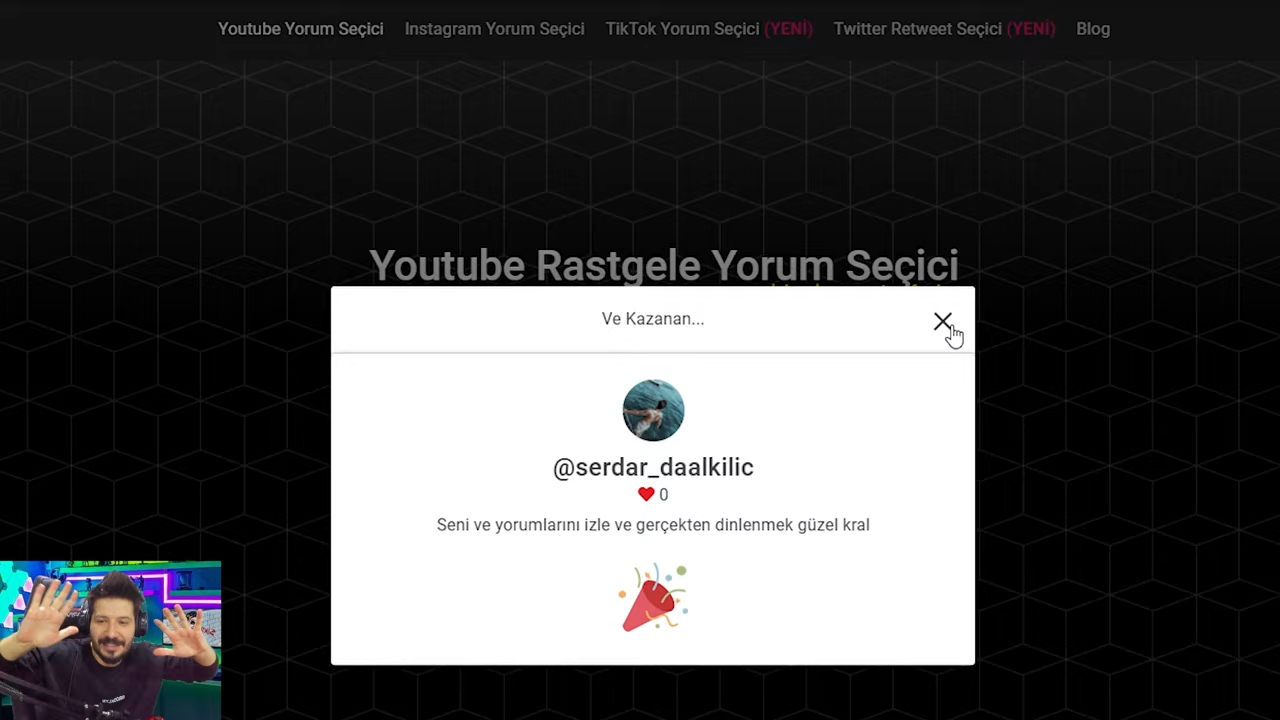 Youtube Yorum Seçici Instagram Yorum Seçici TikTok Yorum Seçici (YENİ) Twitter Retweet Seçici (YENİ) Blog
Youtube Rastgele Yorum Seçici
Ve Kazanan...
@serdar_daalkilic
0
Seni ve yorumlarını izle ve gerçekten dinlenmek güzel kral